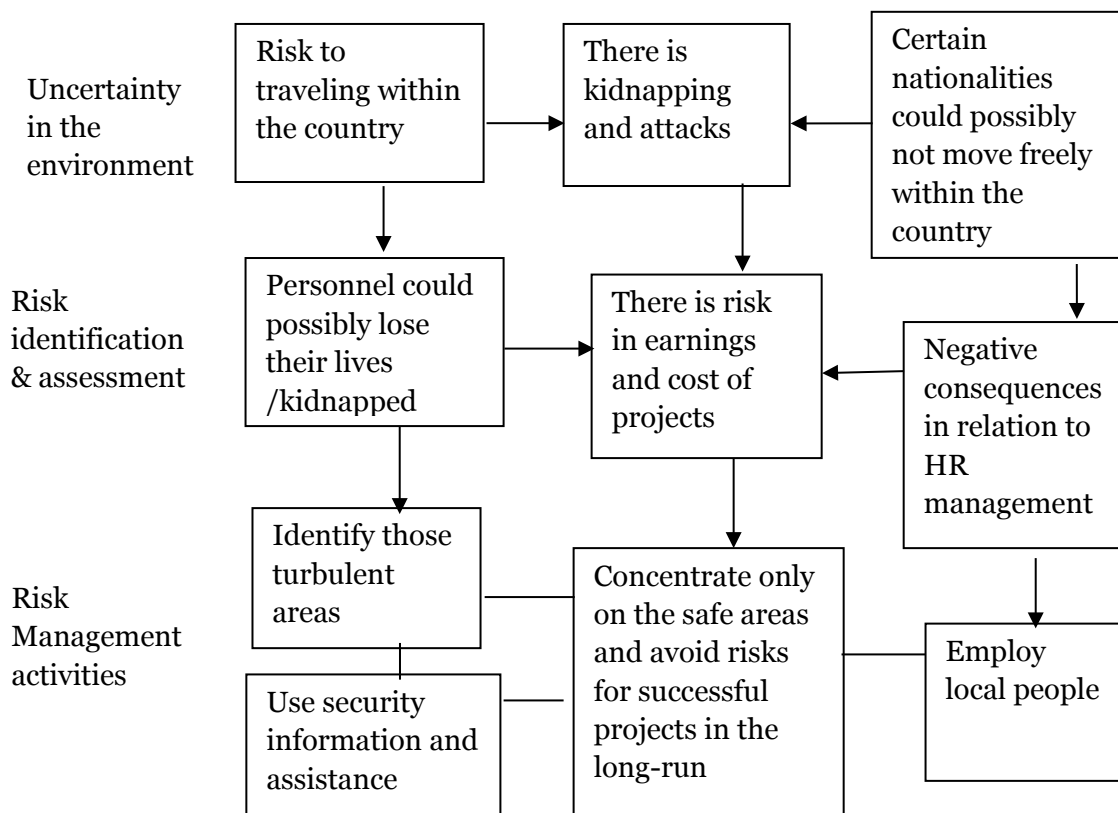 Uncertainty
in the
environment
Risk to
traveling within
the country
There is
kidnapping
and attacks
Certain
nationalities
could possibly
not move freely
within the
country
Risk
identification
& assessment
Personnel could
possibly lose
their lives
/kidnapped
There is risk
in earnings
and cost of
projects
Negative
consequences
in relation to
HR
management
Risk
Management
activities
Identify those
turbulent
areas
Use security
information and
assistance
Concentrate only
on the safe areas
and avoid risks
for successful
projects in the
long-run
Employ
local people